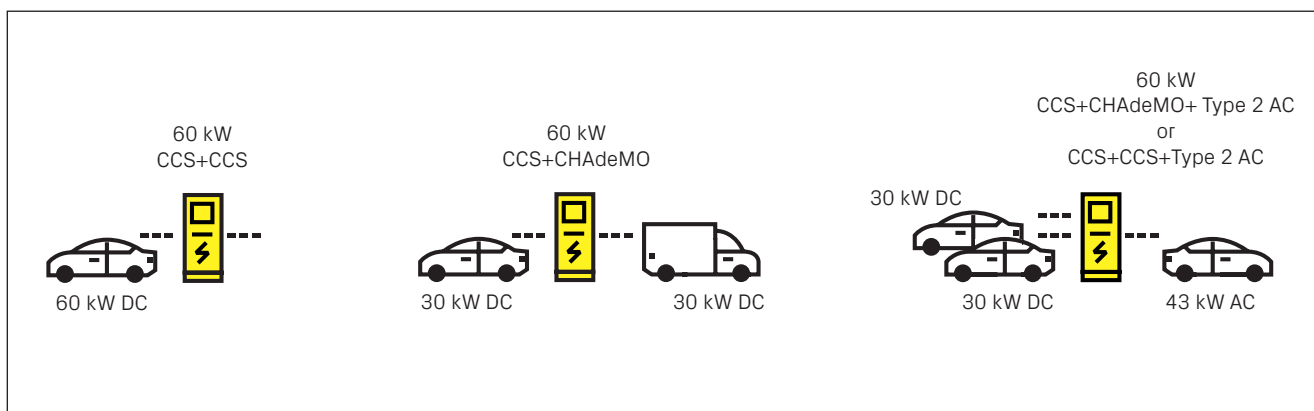 60 kW
CCS+CCS
60 kW DC
60 kW
CCS+CHAdeMO
30 kW DC
30 kW DC
60 kW
CCS+CHAdeMO+ Type 2 AC
or
CCS+CCS+Type 2 AC
30 kW DC
30 kW DC
43 kW AC